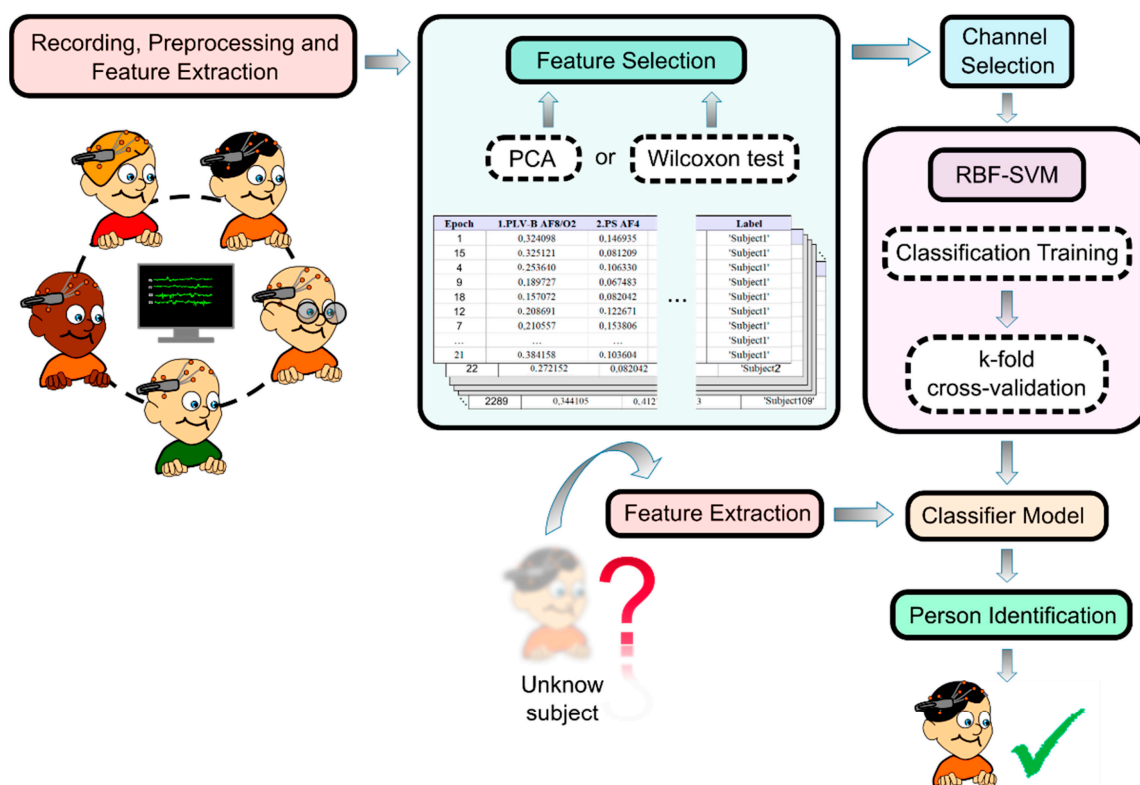 Recording, Preprocessing and
Feature Extraction
Feature Selection
PCA or Wilcoxon test
Epoch 1.PLV-B AF8/O2 2.PS AF4 Label
1 0.324098 0.146935 'Subject1'
15 0.325121 0,081209 'Subject1'
4 0.253640 0.106330 'Subject1'
9 0.189727 0,067483 'Subject1'
18 0.157072 0,082042 'Subject1'
12 0.208691 0.122671 'Subject1'
7 0,210557 0,153806 'Subject1'
... ... ... 'Subject1'
21 0.384158 0.103604 'Subject1'
...
22 0.272152 0,082042 'Subject2
2289 0,344105 0.412 3 'Subject109'
Channel
Selection
RBF-SVM
Classification Training
k-fold
cross-validation
Feature Extraction
Classifier Model
?
Unknow
subject
Person Identification